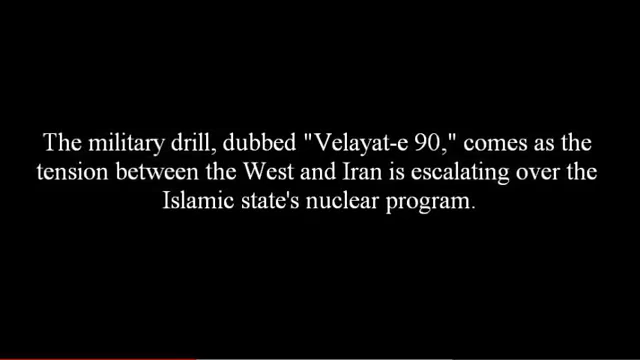 The military drill, dubbed "Velayat-e 90," comes as the
tension between the West and Iran is escalating over the
Islamic state's nuclear program.